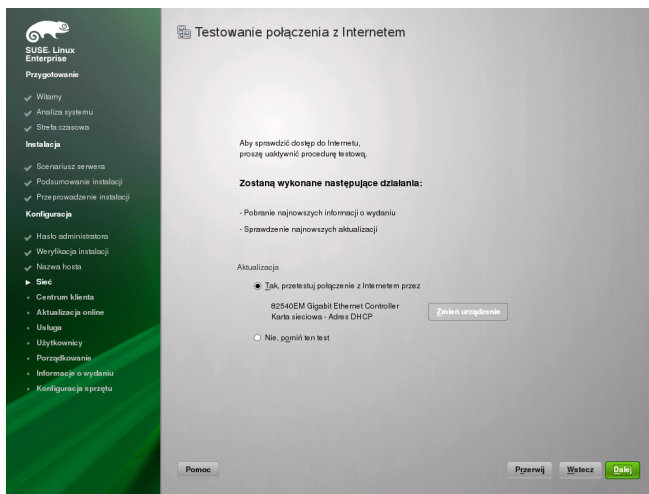 SUSE. Linux
Enterprise
Przygotowanie
Witamy
Analiza systemu
Strefa czasowa
Instalacja
Scenariusz serwera
Podsumowanie instalacji
Przeprowadzenie instalacji
Konfiguracja
Hasło administratora
Weryfikacja instalacji
Nazwa hosta
Sieć
Centrum klienta
Aktualizacja online
Usługa
Użytkownicy
Porządkowanie
Informacje o wydaniu
Konfiguracja sprzętu
Testowanie połączenia z Internetem
Aby sprawdzić dostęp do Internetu,
proszę uaktywnić procedurę testową.
Zostaną wykonane następujące działania:
- Pobranie najnowszych informacji o wydaniu
- Sprawdzenie najnowszych aktualizacji
Aktualizacja
Tak, przetestuj połączenie z Internetem przez
82540EM Gigabit Ethernet Controller
Karta sieciowa - Adres DHCP
Zmień urządzenie
Nie, pomiń ten test
Pomoc
Przerwij
Wstecz
Dalej